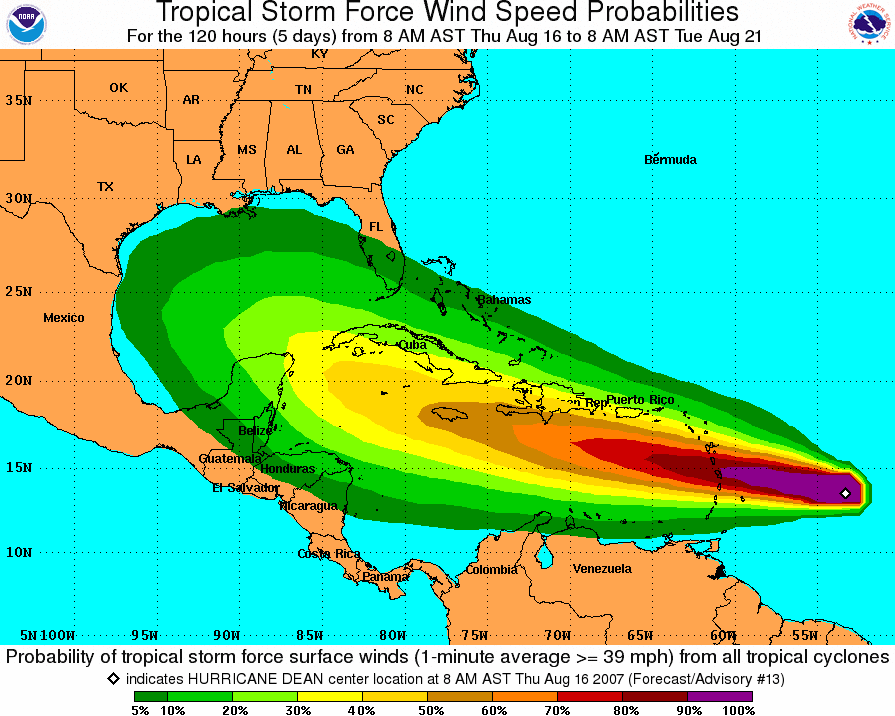 Tropical Storm Force Wind Speed Probabilities
For the 120 hours (5 days) from 8 AM AST Thu Aug 16 to 8 AM AST Tue Aug 21
NOAA
NATIONAL WEATHER SERVICE
KY
OK
TN
NC
35N
AR
SC
MS
AL
GA
LA
Bermuda
TX
30N
FL
25N
Bahamas
Mexico
Cuba
20N
Rep.
Puerto Rico
Belize
Guatemala
15N
Honduras
El Salvador
Nicaragua
10N
Costa Rica
Colombia
Venezuela
Panama
5N 100W 95W 90W 85W 80W 75W 70W 65W 60W 55W
Probability of tropical storm force surface winds (1-minute average >= 39 mph) from all tropical cyclones
indicates HURRICANE DEAN center location at 8 AM AST Thu Aug 16 2007 (Forecast/Advisory #13)
5% 10% 20% 30% 40% 50% 60% 70% 80% 90% 100%